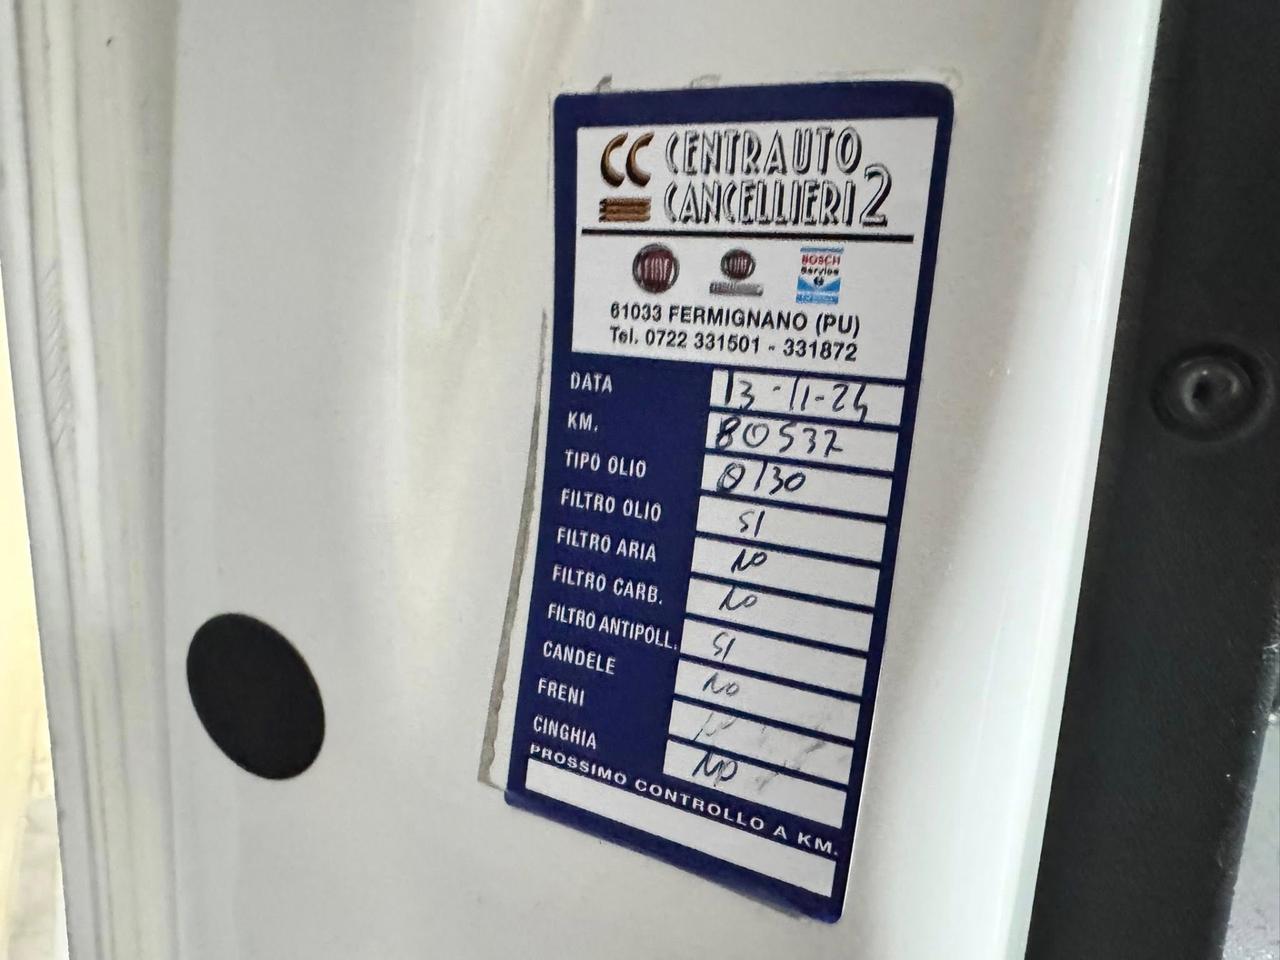 CC CENTRAUTO
CANCELLIERI 2
FIAT
BOSCH
Service
61033 FERMIGNANO (PU)
Tel. 0722 331501 - 331872
DATA 13-11-24
KM. 80537
TIPO OLIO 0/30
FILTRO OLIO SI
FILTRO ARIA NO
FILTRO CARB. NO
FILTRO ANTIPOLL. SI
CANDELE NO
FRENI NO
CINGHIA NO
PROSSIMO CONTROLLO A KM.